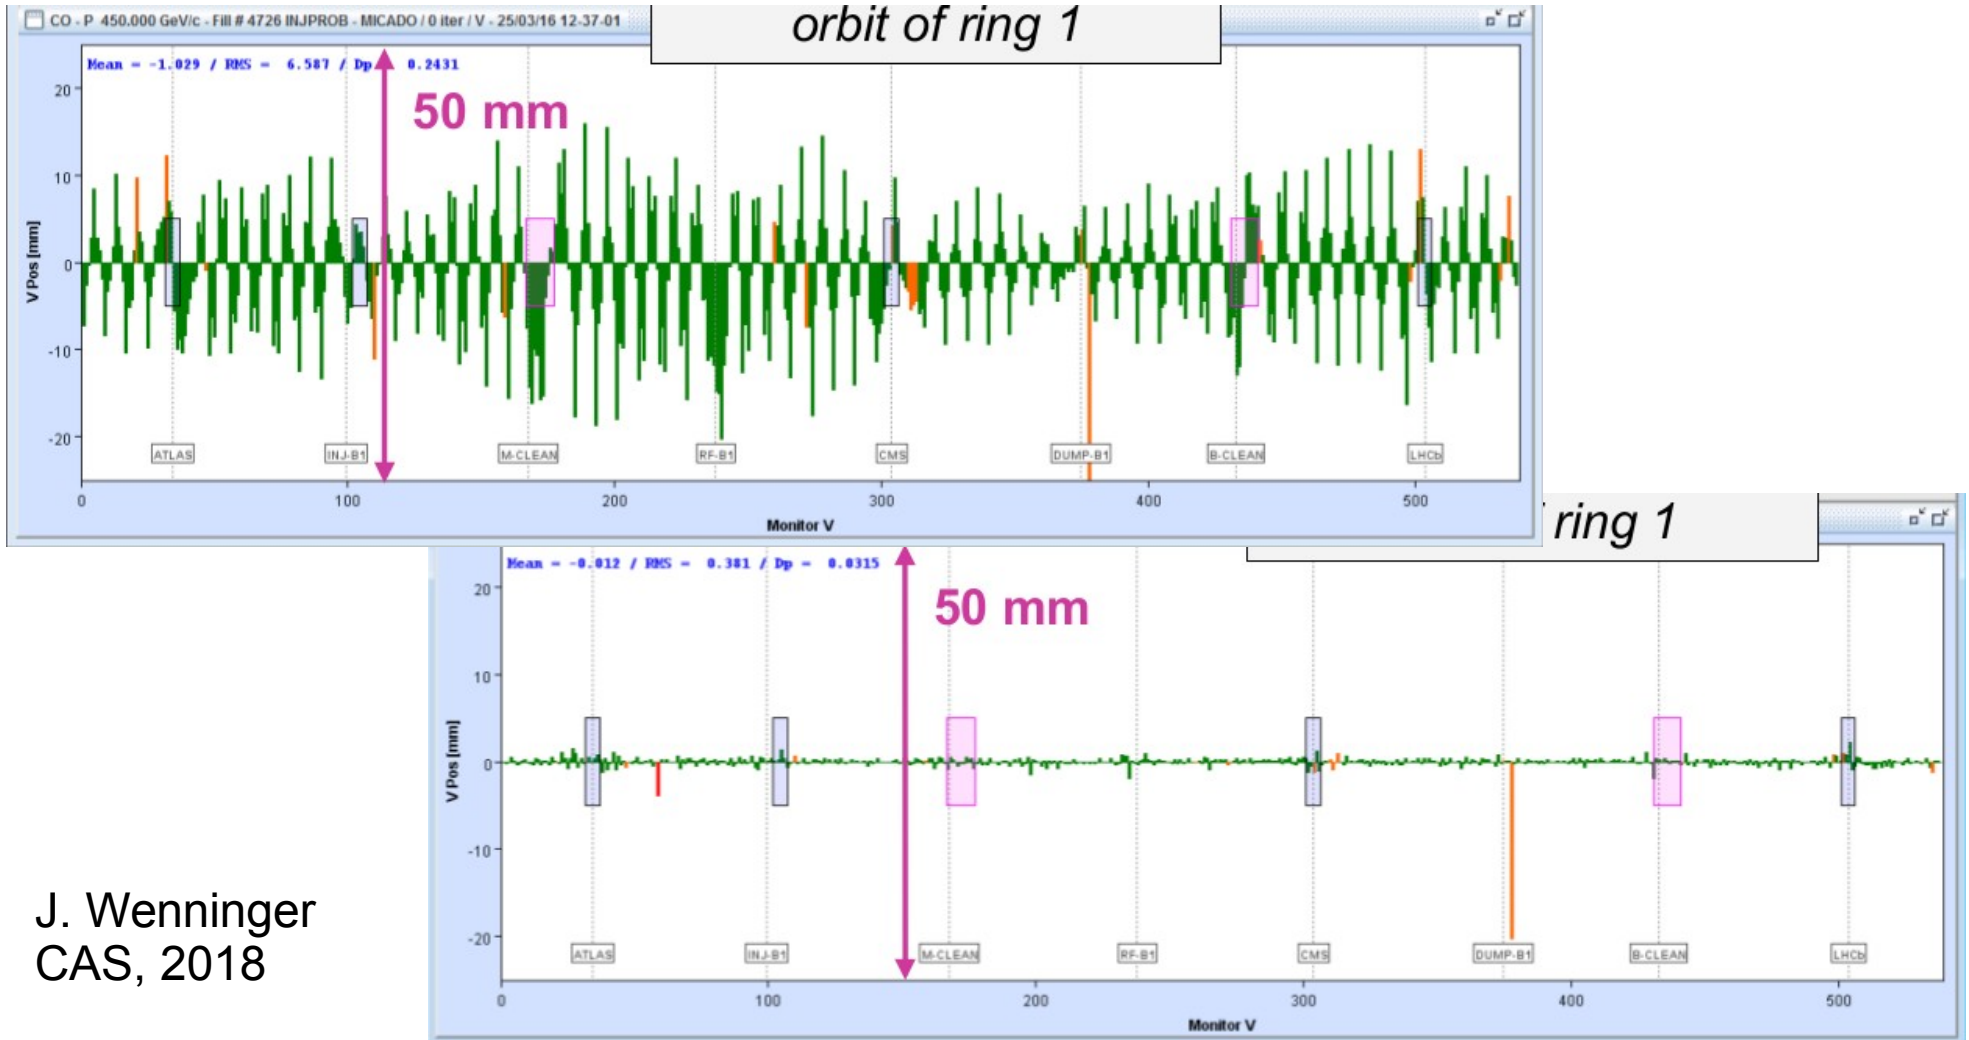 CO - P 450.000 GeV/c - Fill # 4726 INJPROB - MICADO / 0 iter / V - 25/03/16 12-37-01
orbit of ring 1
Mean = -1.029 / RMS = 6.587 / Dp 0.2431
50 mm
20
10
0
-10
-20
V Pos [mm]
ATLAS INJ-B1 M-CLEAN RF-B1 CMS DUMP-B1 B-CLEAN LHCb
0 100 200 300 400 500
Monitor V
ring 1
Mean = -0.012 / RMS = 0.381 / Dp = 0.0315
50 mm
20
10
0
-10
-20
V Pos [mm]
ATLAS INJ-B1 M-CLEAN RF-B1 CMS DUMP-B1 B-CLEAN LHCb
0 100 200 300 400 500
Monitor V
J. Wenninger
CAS, 2018